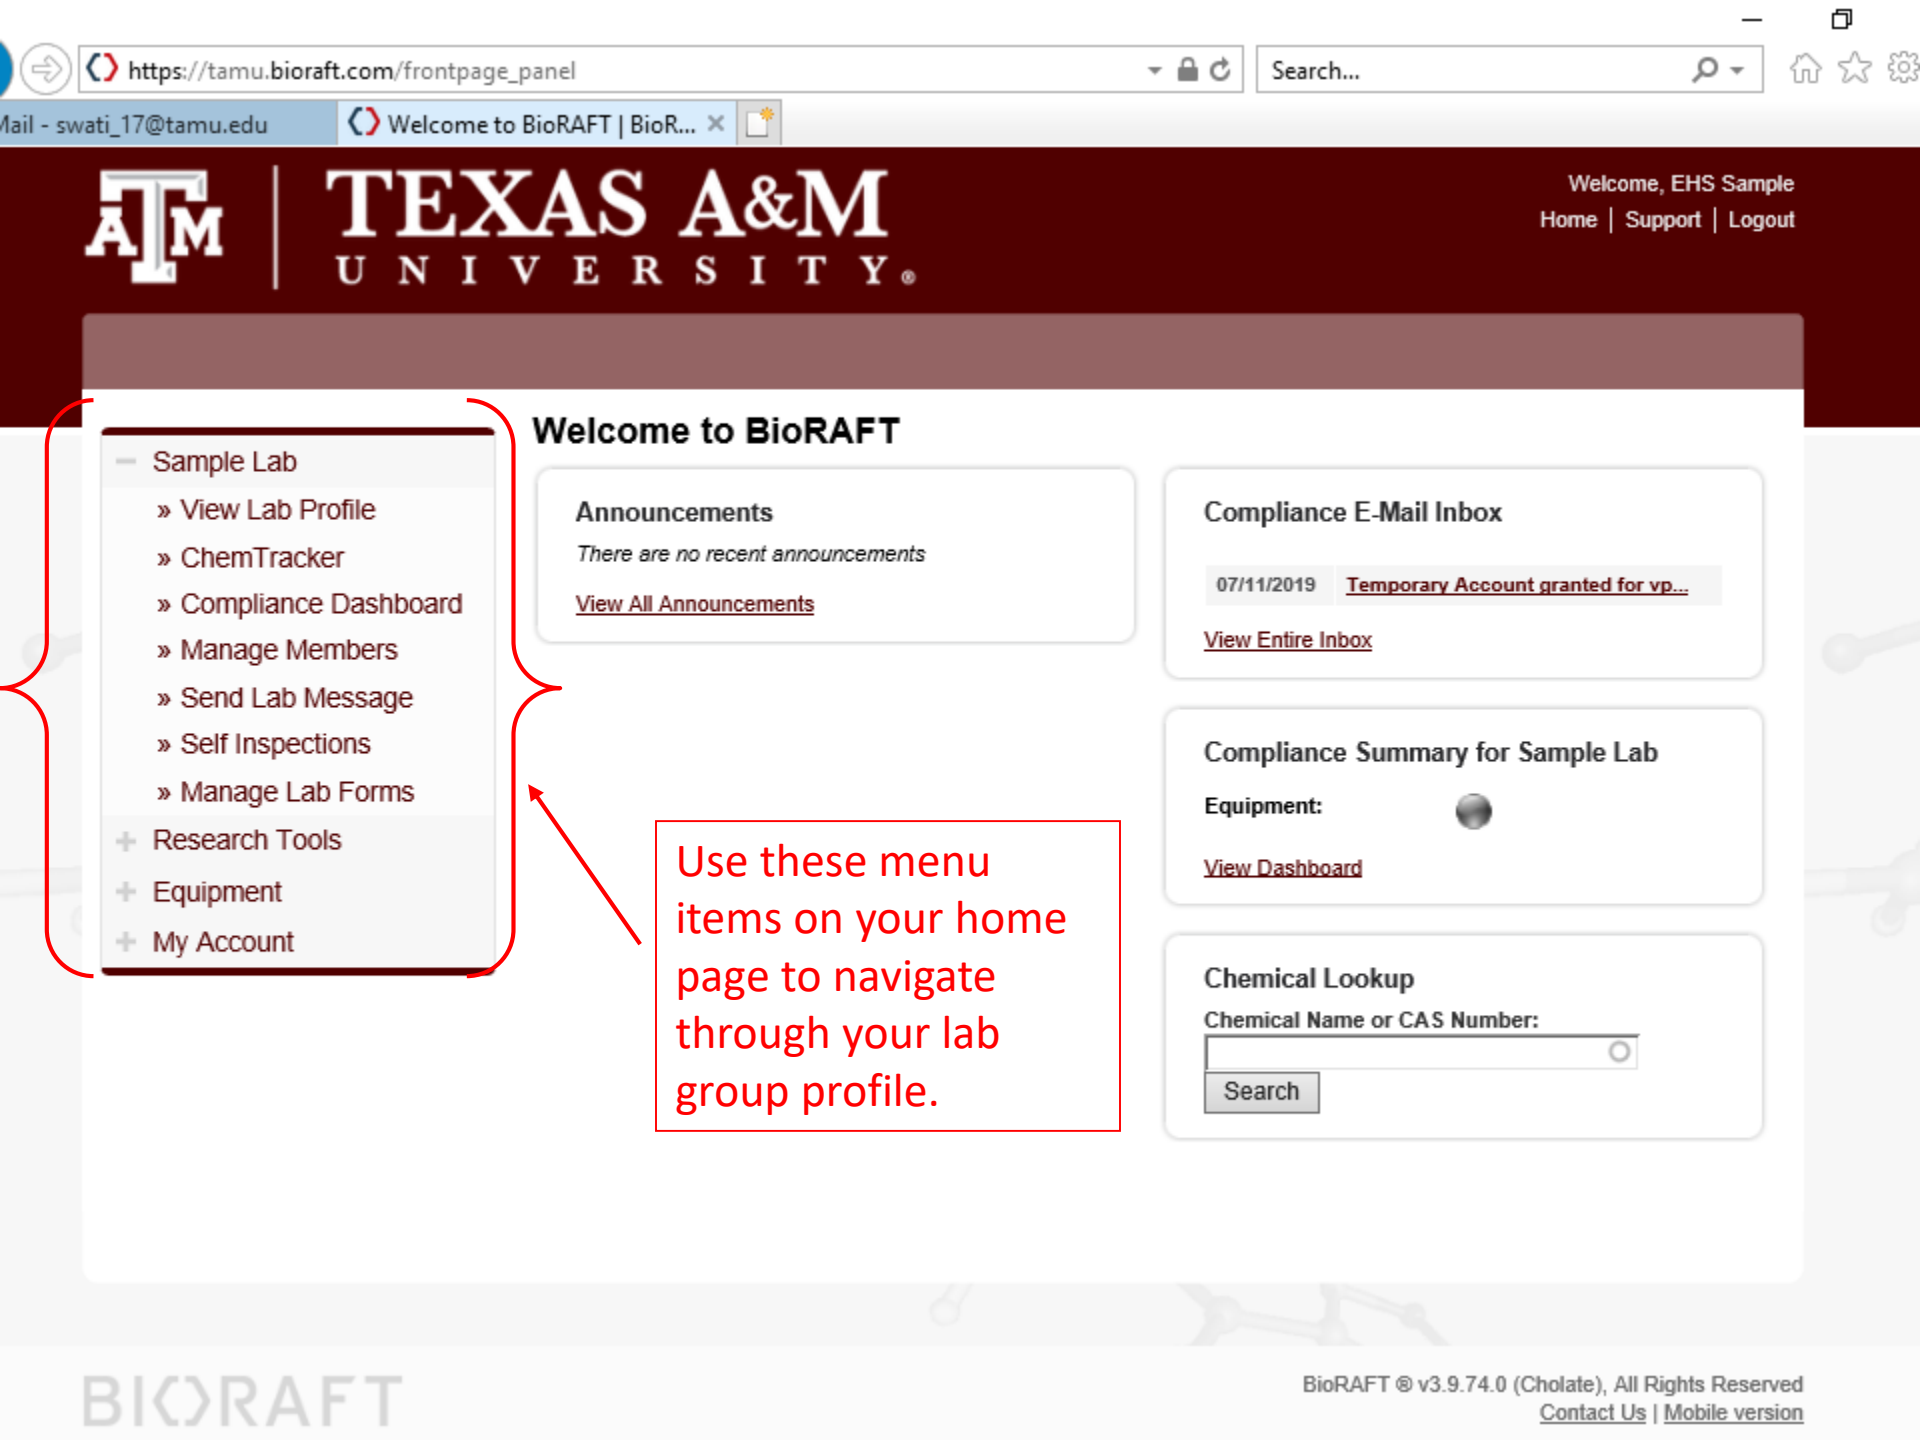 https://tamu.bioraft.com/frontpage_panel
Search...
Mail - swati_17@tamu.edu
Welcome to BioRAFT | BioR...
ATM
TEXAS A&M
UNIVERSITY®
Welcome, EHS Sample
Home | Support | Logout
Sample Lab
» View Lab Profile
» ChemTracker
» Compliance Dashboard
» Manage Members
» Send Lab Message
» Self Inspections
» Manage Lab Forms
Research Tools
Equipment
My Account
Welcome to BioRAFT
Announcements
There are no recent announcements
View All Announcements
Use these menu
items on your home
page to navigate
through your lab
group profile.
Compliance E-Mail Inbox
07/11/2019 Temporary Account granted for vp...
View Entire Inbox
Compliance Summary for Sample Lab
Equipment:
View Dashboard
Chemical Lookup
Chemical Name or CAS Number:
Search
BIORAFT
BioRAFT ® v3.9.74.0 (Cholate), All Rights Reserved
Contact Us | Mobile version